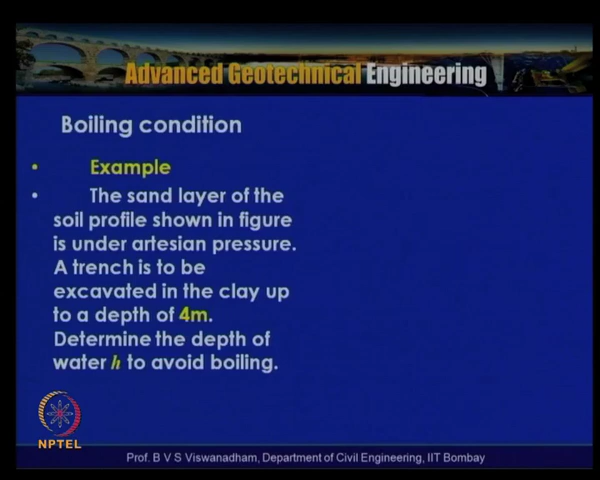 Advanced Geotechnical Engineering
Boiling condition
• Example
• The sand layer of the
soil profile shown in figure
is under artesian pressure.
A trench is to be
excavated in the clay up
to a depth of 4m.
Determine the depth of
water h to avoid boiling.
NPTEL
Prof. B V S Viswanadham, Department of Civil Engineering, IIT Bombay